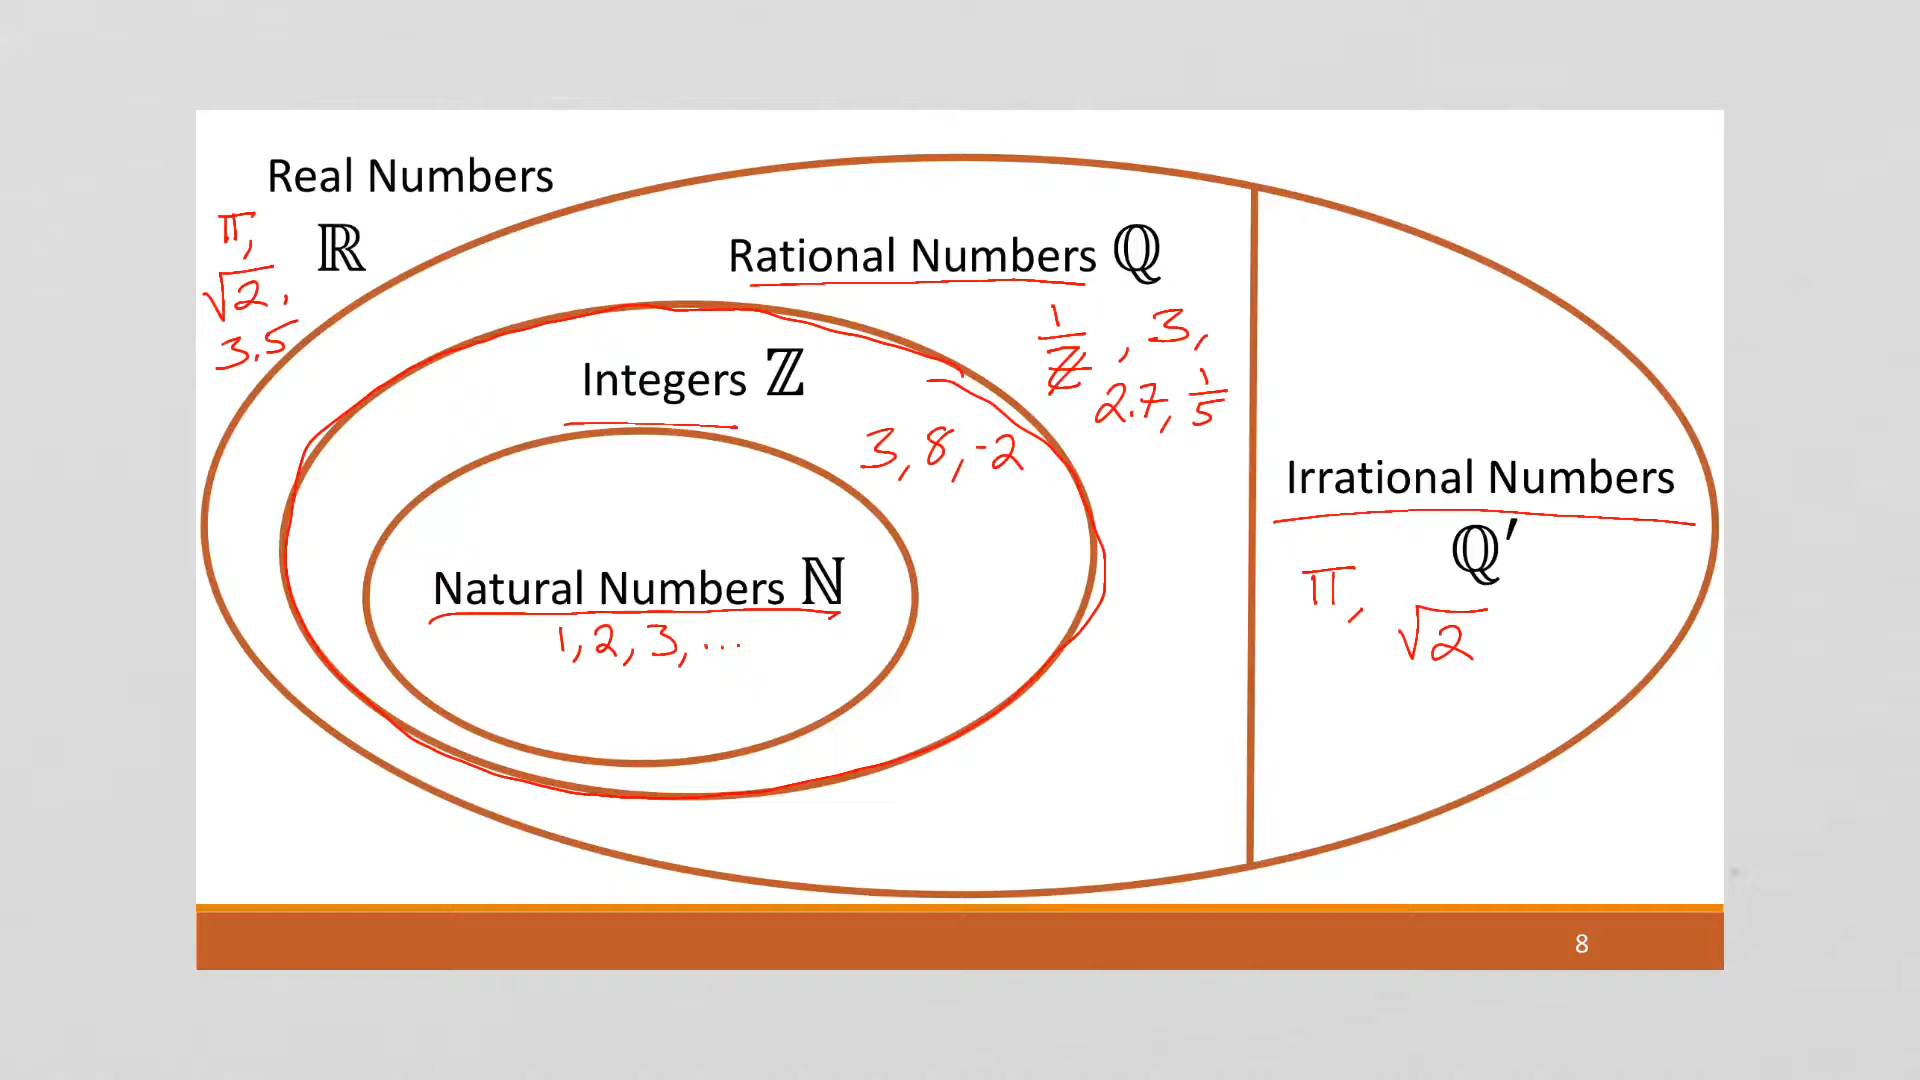 Real Numbers
ℝ
π,
√2,
3.5
Rational Numbers ℚ
1/2, 3,
2.7, 1/5
Integers ℤ
3, 8, -2
Natural Numbers ℕ
1, 2, 3, ...
Irrational Numbers
ℚ′
π,
√2
8